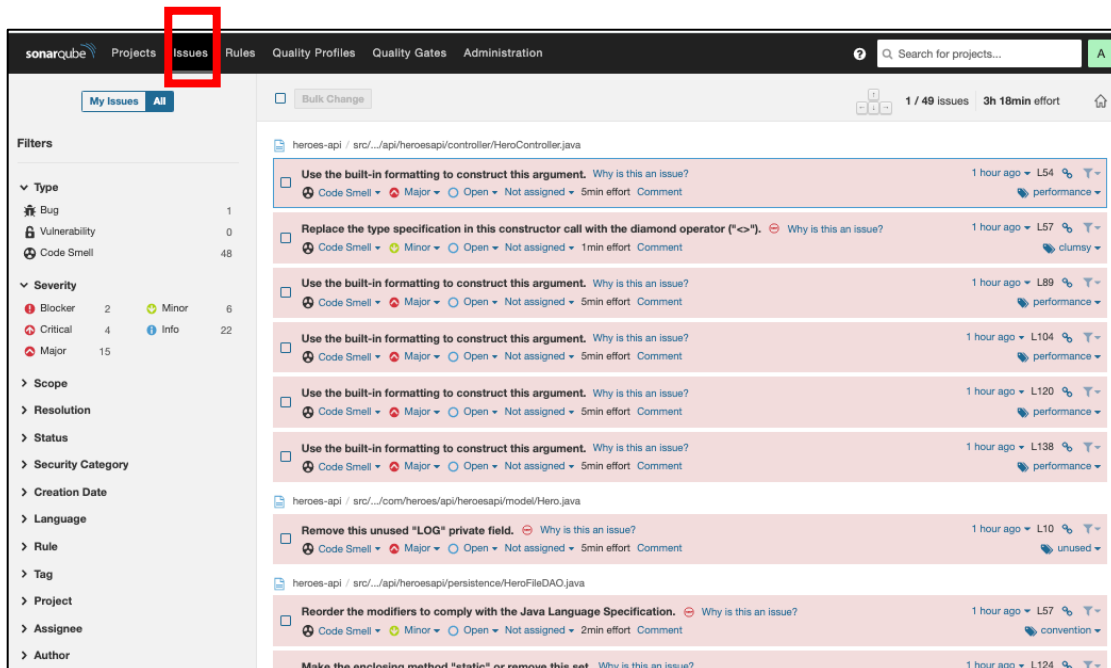 sonarqube Projects Issues Rules Quality Profiles Quality Gates Administration ? Search for projects... A
My Issues All
Bulk Change
1 / 49 issues 3h 18min effort
Filters
Type
Bug 1
Vulnerability 0
Code Smell 48
Severity
Blocker 2 Minor 6
Critical 4 Info 22
Major 15
Scope
Resolution
Status
Security Category
Creation Date
Language
Rule
Tag
Project
Assignee
Author
heroes-api / src/.../api/heroesapi/controller/HeroController.java
Use the built-in formatting to construct this argument. Why is this an issue? 1 hour ago L54
Code Smell Major Open Not assigned 5min effort Comment performance
Replace the type specification in this constructor call with the diamond operator ("<>"). Why is this an issue? 1 hour ago L57
Code Smell Minor Open Not assigned 1min effort Comment clumsy
Use the built-in formatting to construct this argument. Why is this an issue? 1 hour ago L89
Code Smell Major Open Not assigned 5min effort Comment performance
Use the built-in formatting to construct this argument. Why is this an issue? 1 hour ago L104
Code Smell Major Open Not assigned 5min effort Comment performance
Use the built-in formatting to construct this argument. Why is this an issue? 1 hour ago L120
Code Smell Major Open Not assigned 5min effort Comment performance
Use the built-in formatting to construct this argument. Why is this an issue? 1 hour ago L138
Code Smell Major Open Not assigned 5min effort Comment performance
heroes-api / src/.../com/heroes/api/heroesapi/model/Hero.java
Remove this unused "LOG" private field. Why is this an issue? 1 hour ago L10
Code Smell Major Open Not assigned 5min effort Comment unused
heroes-api / src/.../api/heroesapi/persistence/HeroFileDAO.java
Reorder the modifiers to comply with the Java Language Specification. Why is this an issue? 1 hour ago L57
Code Smell Minor Open Not assigned 2min effort Comment convention
Make the enclosing method "static" or remove this set. Why is this an issue? 1 hour ago L124